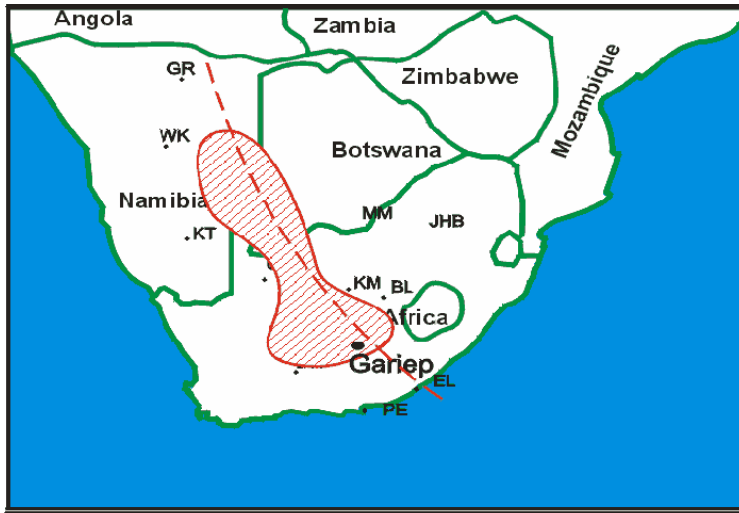 Angola
Zambia
GR
Zimbabwe
Mozambique
WK
Botswana
Namibia
MM
JHB
KT
KM
BL
Africa
Gariep
EL
PE